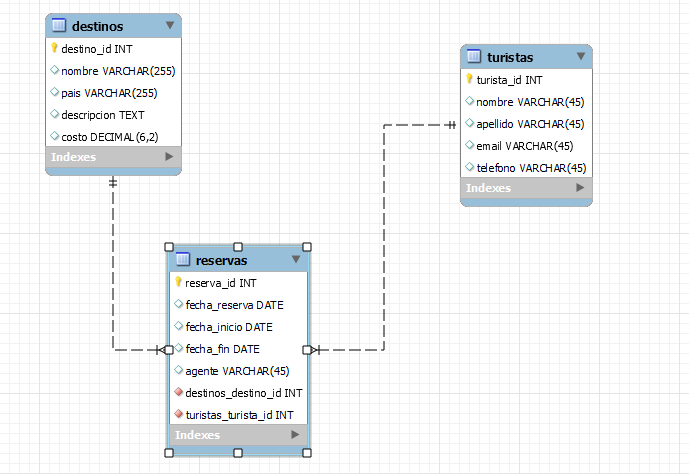 destinos
destino_id INT
nombre VARCHAR(255)
pais VARCHAR(255)
descripcion TEXT
costo DECIMAL(6,2)
Indexes
turistas
turista_id INT
nombre VARCHAR(45)
apellido VARCHAR(45)
email VARCHAR(45)
telefono VARCHAR(45)
Indexes
reservas
reserva_id INT
fecha_reserva DATE
fecha_inicio DATE
fecha_fin DATE
agente VARCHAR(45)
destinos_destino_id INT
turistas_turista_id INT
Indexes